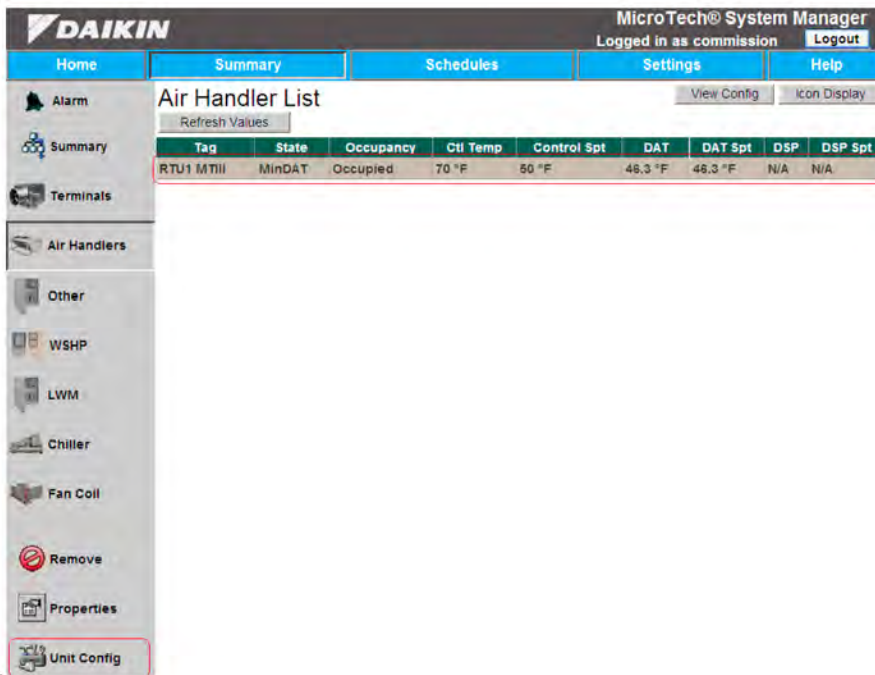 DAIKIN
MicroTech® System Manager
Logged in as commission Logout
Home Summary Schedules Settings Help
Air Handler List
View Config Icon Display
Refresh Values
Tag State Occupancy Ctl Temp Control Spt DAT DAT Spt DSP DSP Spt
RTU1 MTIII MinDAT Occupied 70 °F 50 °F 46.3 °F 46.3 °F N/A N/A
Alarm
Summary
Terminals
Air Handlers
Other
WSHP
LWM
Chiller
Fan Coil
Remove
Properties
Unit Config